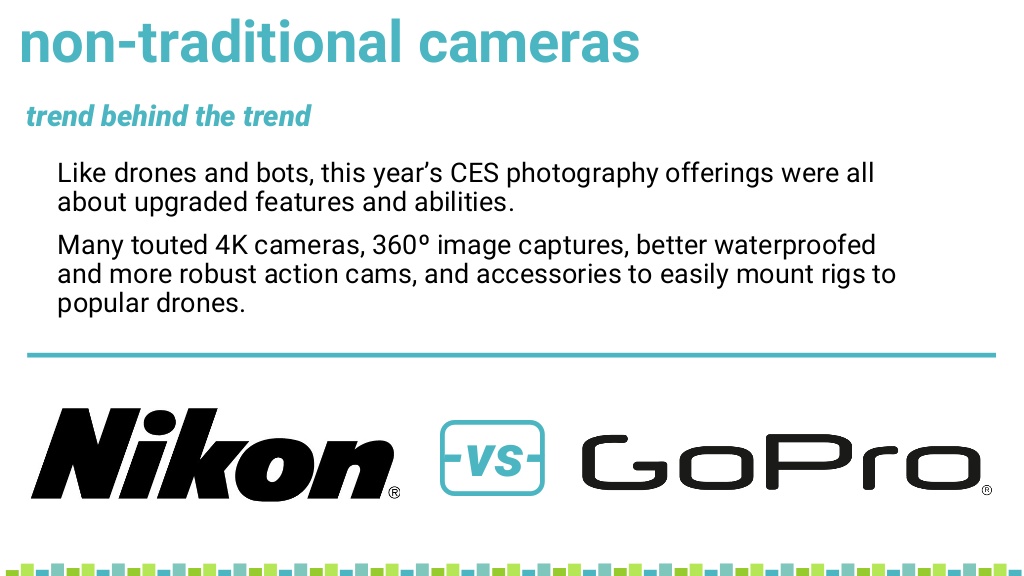 non-traditional cameras
trend behind the trend
Like drones and bots, this year’s CES photography offerings were all
about upgraded features and abilities.
Many touted 4K cameras, 360º image captures, better waterproofed
and more robust action cams, and accessories to easily mount rigs to
popular drones.
Nikon® -vs- GoPro®